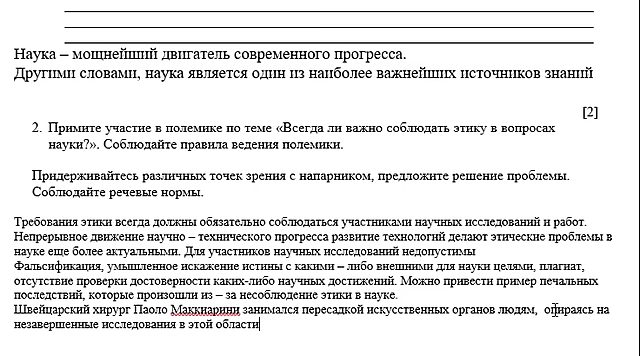 Наука – мощнейший двигатель современного прогресса.
Другими словами, наука является один из наиболее важнейших источников знаний
[2]
2. Примите участие в полемике по теме «Всегда ли важно соблюдать этику в вопросах
науки?». Соблюдайте правила ведения полемики.
Придерживайтесь различных точек зрения с напарником, предложите решение проблемы.
Соблюдайте речевые нормы.
Требования этики всегда должны обязательно соблюдаться участниками научных исследований и работ.
Непрерывное движение научно – технического прогресса развитие технологий делают этические проблемы в
науке еще более актуальными. Для участников научных исследований недопустимы
Фальсификация, умышленное искажение истины с какими – либо внешними для науки целями, плагиат,
отсутствие проверки достоверности каких-либо научных достижений. Можно привести пример печальных
последствий, которые произошли из – за несоблюдение этики в науке.
Швейцарский хирург Паоло Маккиарини занимался пересадкой искусственных органов людям, опираясь на
незавершенные исследования в этой области